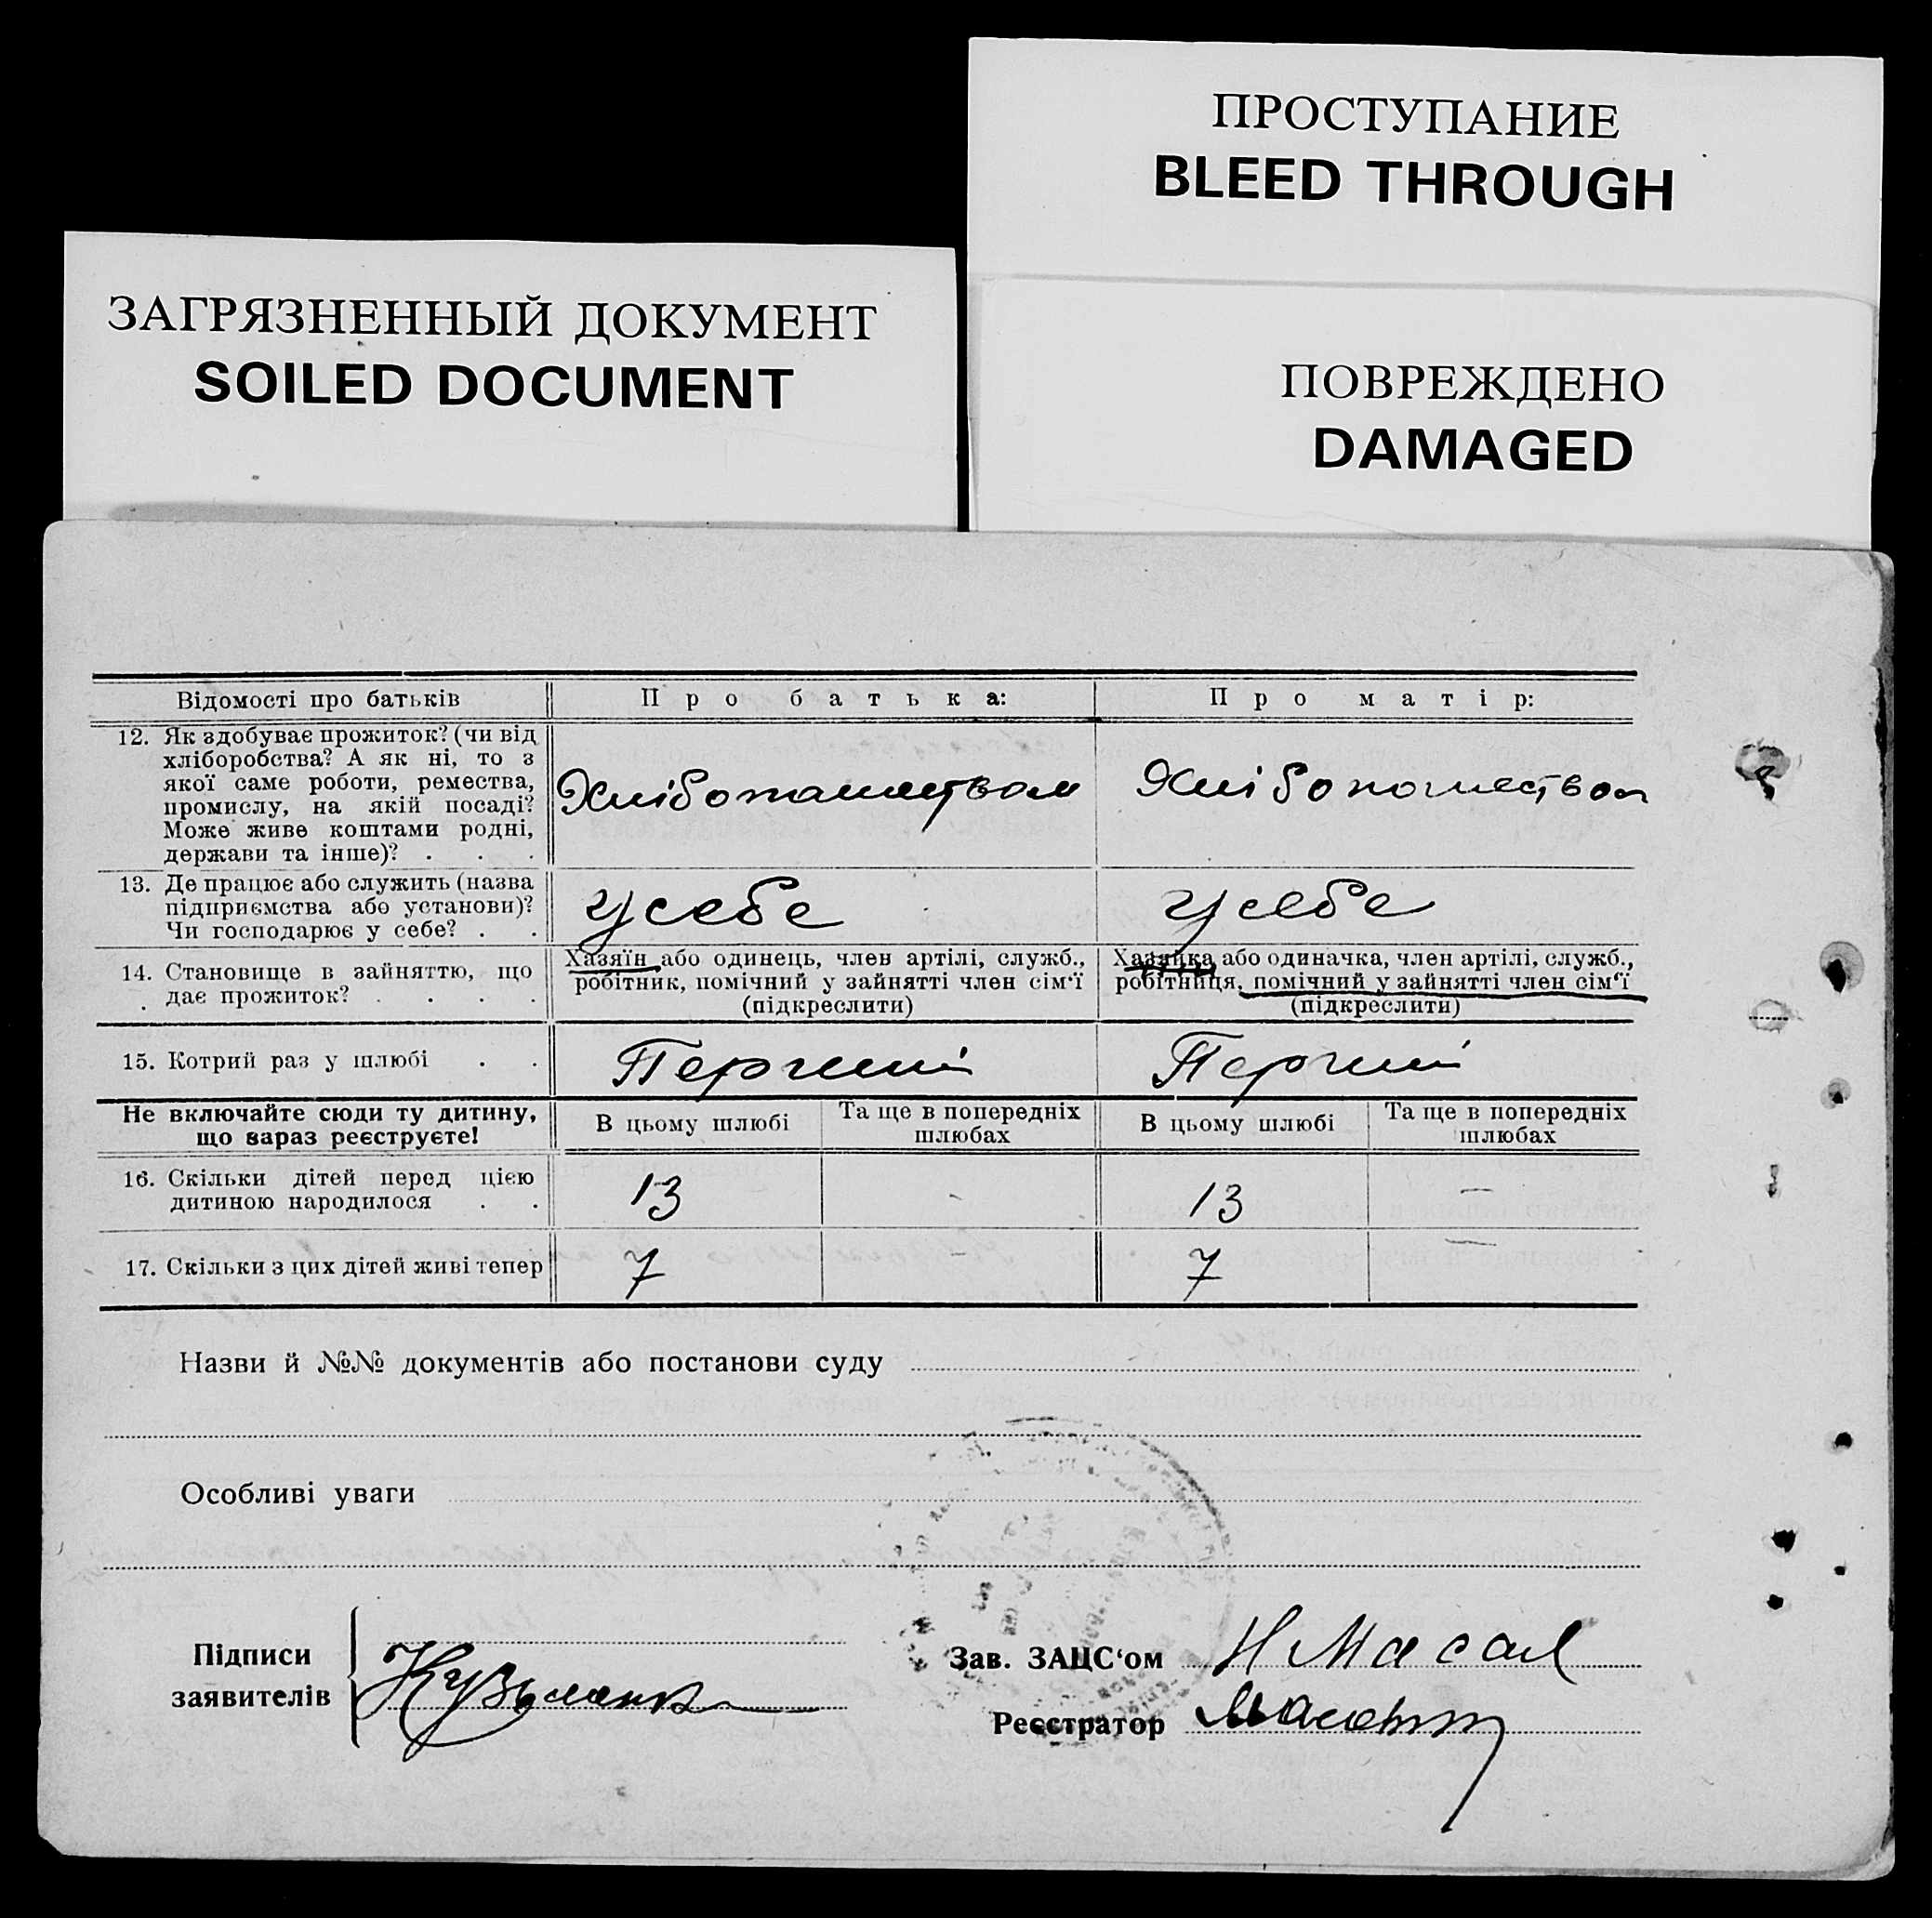 ПРОСТУПАНИЕ
BLEED THROUGH
ЗАГРЯЗНЕННЫЙ ДОКУМЕНТ
SOILED DOCUMENT
ПОВРЕЖДЕНО
DAMAGED
Відомості про батьків
Про батька:
Про матір:
12. Як здобуває прожиток? (чи від
хліборобства? А як ні, то з
якої саме роботи, ремества,
промислу, на якій посаді?
Може живе коштами родні,
держави та інше)? . . .
Хлібопашеством
Хлібопашеством
13. Де працює або служить (назва
підприємства або установи)?
Чи господарює у себе? . .
у себе
у себе
14. Становище в зайняттю, що
дає прожиток? . . . .
Хазяїн або одинець, член артілі, служб.,
робітник, помічний у зайнятті член сім'ї
(підкреслити)
Хазяйка або одиначка, член артілі, служб.,
робітниця, помічний у зайнятті член сім'ї
(підкреслити)
15. Котрий раз у шлюбі . .
Перший
Перший
Не включайте сюди ту дитину,
що зараз реєструєте!
В цьому шлюбі
Та ще в попередніх
шлюбах
В цьому шлюбі
Та ще в попередніх
шлюбах
16. Скільки дітей перед цією
дитиною народилося . .
13
-
13
—
17. Скільки з цих дітей живі тепер
7
7
—
Назви й №№ документів або постанови суду
Особливі уваги
Підписи
заявителів
Зав. ЗАЦС‘ом
Реєстратор